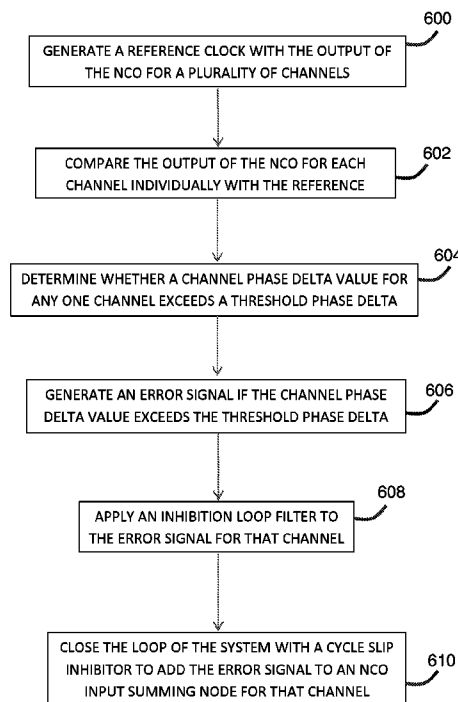 600
GENERATE A REFERENCE CLOCK WITH THE OUTPUT OF
THE NCO FOR A PLURALITY OF CHANNELS
602
COMPARE THE OUTPUT OF THE NCO FOR EACH
CHANNEL INDIVIDUALLY WITH THE REFERENCE
604
DETERMINE WHETHER A CHANNEL PHASE DELTA VALUE FOR
ANY ONE CHANNEL EXCEEDS A THRESHOLD PHASE DELTA
606
GENERATE AN ERROR SIGNAL IF THE CHANNEL PHASE
DELTA VALUE EXCEEDS THE THRESHOLD PHASE DELTA
608
APPLY AN INHIBITION LOOP FILTER TO
THE ERROR SIGNAL FOR THAT CHANNEL
CLOSE THE LOOP OF THE SYSTEM WITH A CYCLE SLIP
INHIBITOR TO ADD THE ERROR SIGNAL TO AN NCO
INPUT SUMMING NODE FOR THAT CHANNEL
610